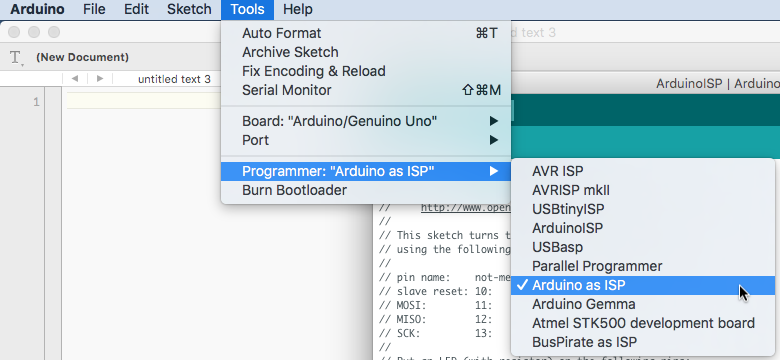 Arduino File Edit Sketch Tools Help
text 3
(New Document)
untitled text 3
1
Auto Format ⌘T
Archive Sketch
Fix Encoding & Reload
Serial Monitor ⇧⌘M
Board: "Arduino/Genuino Uno"
Port
Programmer: "Arduino as ISP"
Burn Bootloader
ArduinoISP | Arduino
AVR ISP
AVRISP mkII
USBtinyISP
ArduinoISP
USBasp
Parallel Programmer
✓ Arduino as ISP
Arduino Gemma
Atmel STK500 development board
BusPirate as ISP
// http://www.open
//
// This sketch turns t
// using the following
//
// pin name: not-me
// slave reset: 10:
// MOSI: 11:
// MISO: 12:
// SCK: 13:
//